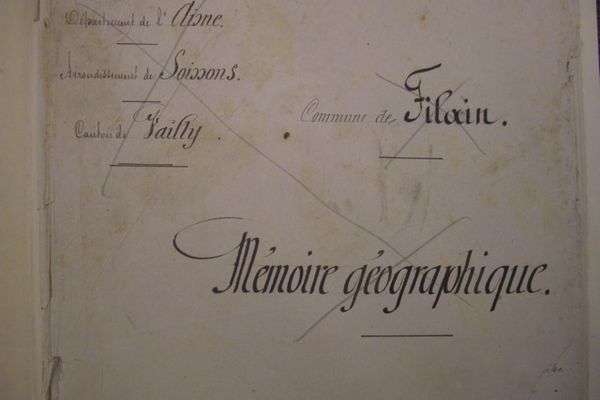 Département de l'Aisne.
Arrondissement de Soissons.
Canton de Vailly.
Commune de Filain.
Mémoire géographique.